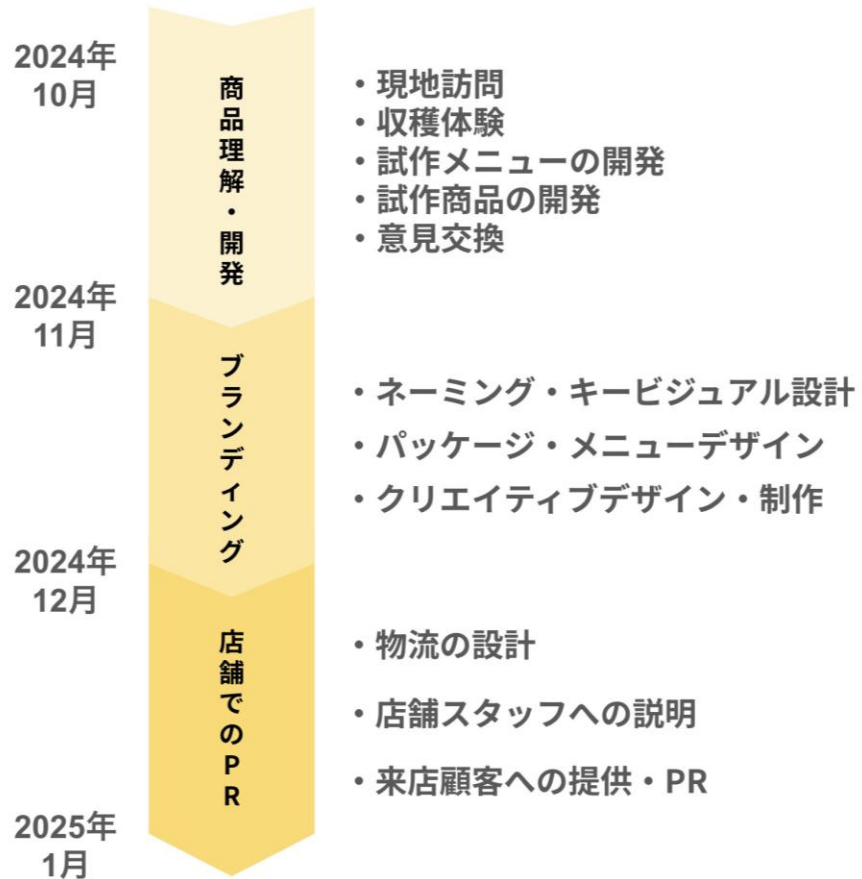 2024年
10月
商品理解・開発
・現地訪問
・収穫体験
・試作メニューの開発
・試作商品の開発
・意見交換
2024年
11月
ブランディング
・ネーミング・キービジュアル設計
・パッケージ・メニューデザイン
・クリエイティブデザイン・制作
2024年
12月
店舗でのPR
・物流の設計
・店舗スタッフへの説明
・来店顧客への提供・PR
2025年
1月